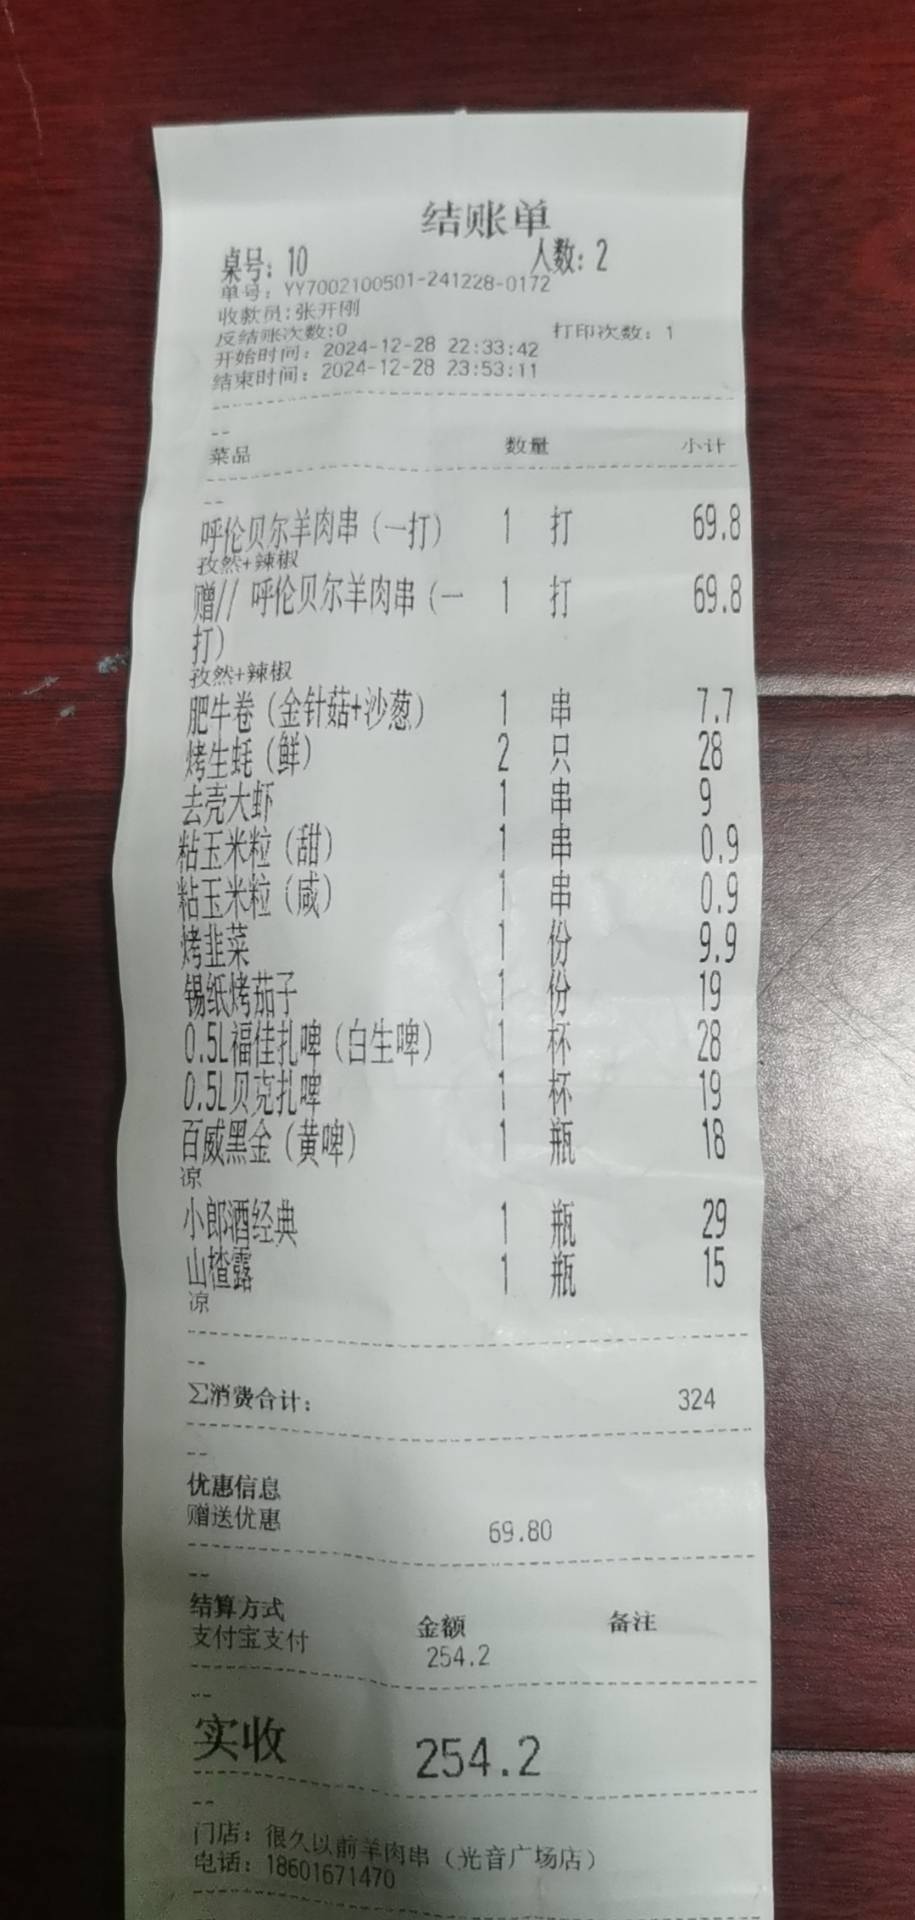 结账单
桌号：10 人数：2
单号：YY7002100501-241228-0172
收款员：张开刚
反结账次数：0 打印次数：1
开始时间：2024-12-28 22:33:42
结束时间：2024-12-28 23:53:11
--
菜品 数量 小计
--
呼伦贝尔羊肉串（一打） 1 打 69.8
孜然+辣椒
赠// 呼伦贝尔羊肉串（一 1 打 69.8
打）
孜然+辣椒
肥牛卷（金针菇+沙葱） 1 串 7.7
烤生蚝（鲜） 2 只 28
去壳大虾 1 串 9
粘玉米粒（甜） 1 串 0.9
粘玉米粒（咸） 1 串 0.9
烤韭菜 1 份 9.9
锡纸烤茄子 1 份 19
0.5L福佳扎啤（白生啤） 1 杯 28
0.5L贝克扎啤 1 杯 19
百威黑金（黄啤） 1 瓶 18
凉
小郎酒经典 1 瓶 29
山楂露 1 瓶 15
凉
--
∑消费合计： 324
--
优惠信息
赠送优惠 69.80
--
结算方式 金额 备注
支付宝支付 254.2
--
实收 254.2
--
门店：很久以前羊肉串（光音广场店）
电话：18601671470